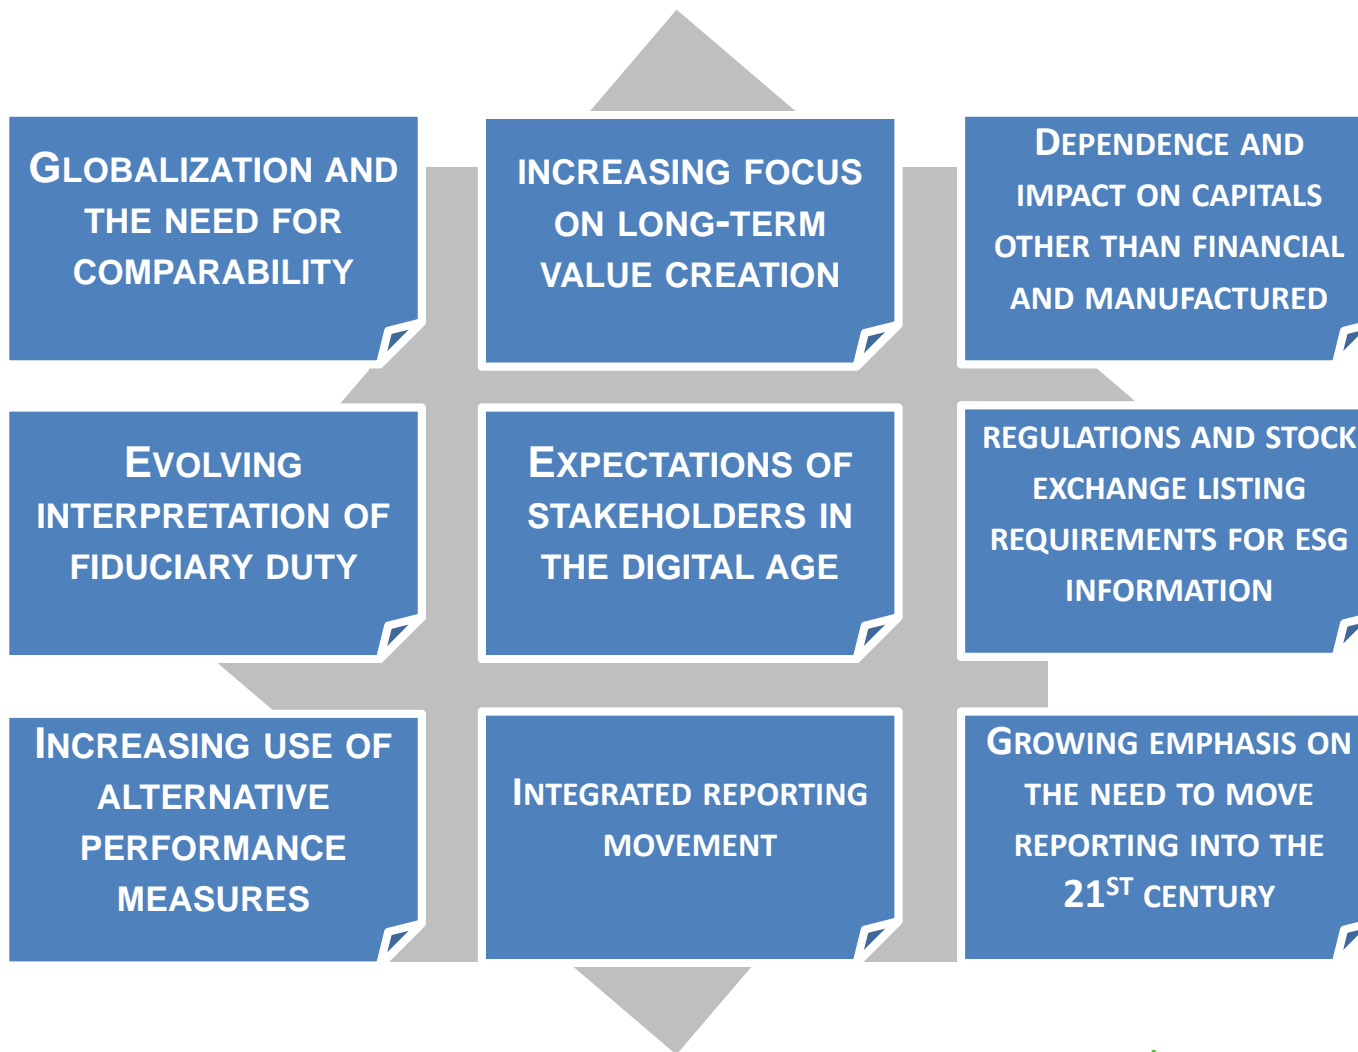 GLOBALIZATION AND
THE NEED FOR
COMPARABILITY
INCREASING FOCUS
ON LONG-TERM
VALUE CREATION
DEPENDENCE AND
IMPACT ON CAPITALS
OTHER THAN FINANCIAL
AND MANUFACTURED
EVOLVING
INTERPRETATION OF
FIDUCIARY DUTY
EXPECTATIONS OF
STAKEHOLDERS IN
THE DIGITAL AGE
REGULATIONS AND STOCK
EXCHANGE LISTING
REQUIREMENTS FOR ESG
INFORMATION
INCREASING USE OF
ALTERNATIVE
PERFORMANCE
MEASURES
INTEGRATED REPORTING
MOVEMENT
GROWING EMPHASIS ON
THE NEED TO MOVE
REPORTING INTO THE
21ST CENTURY